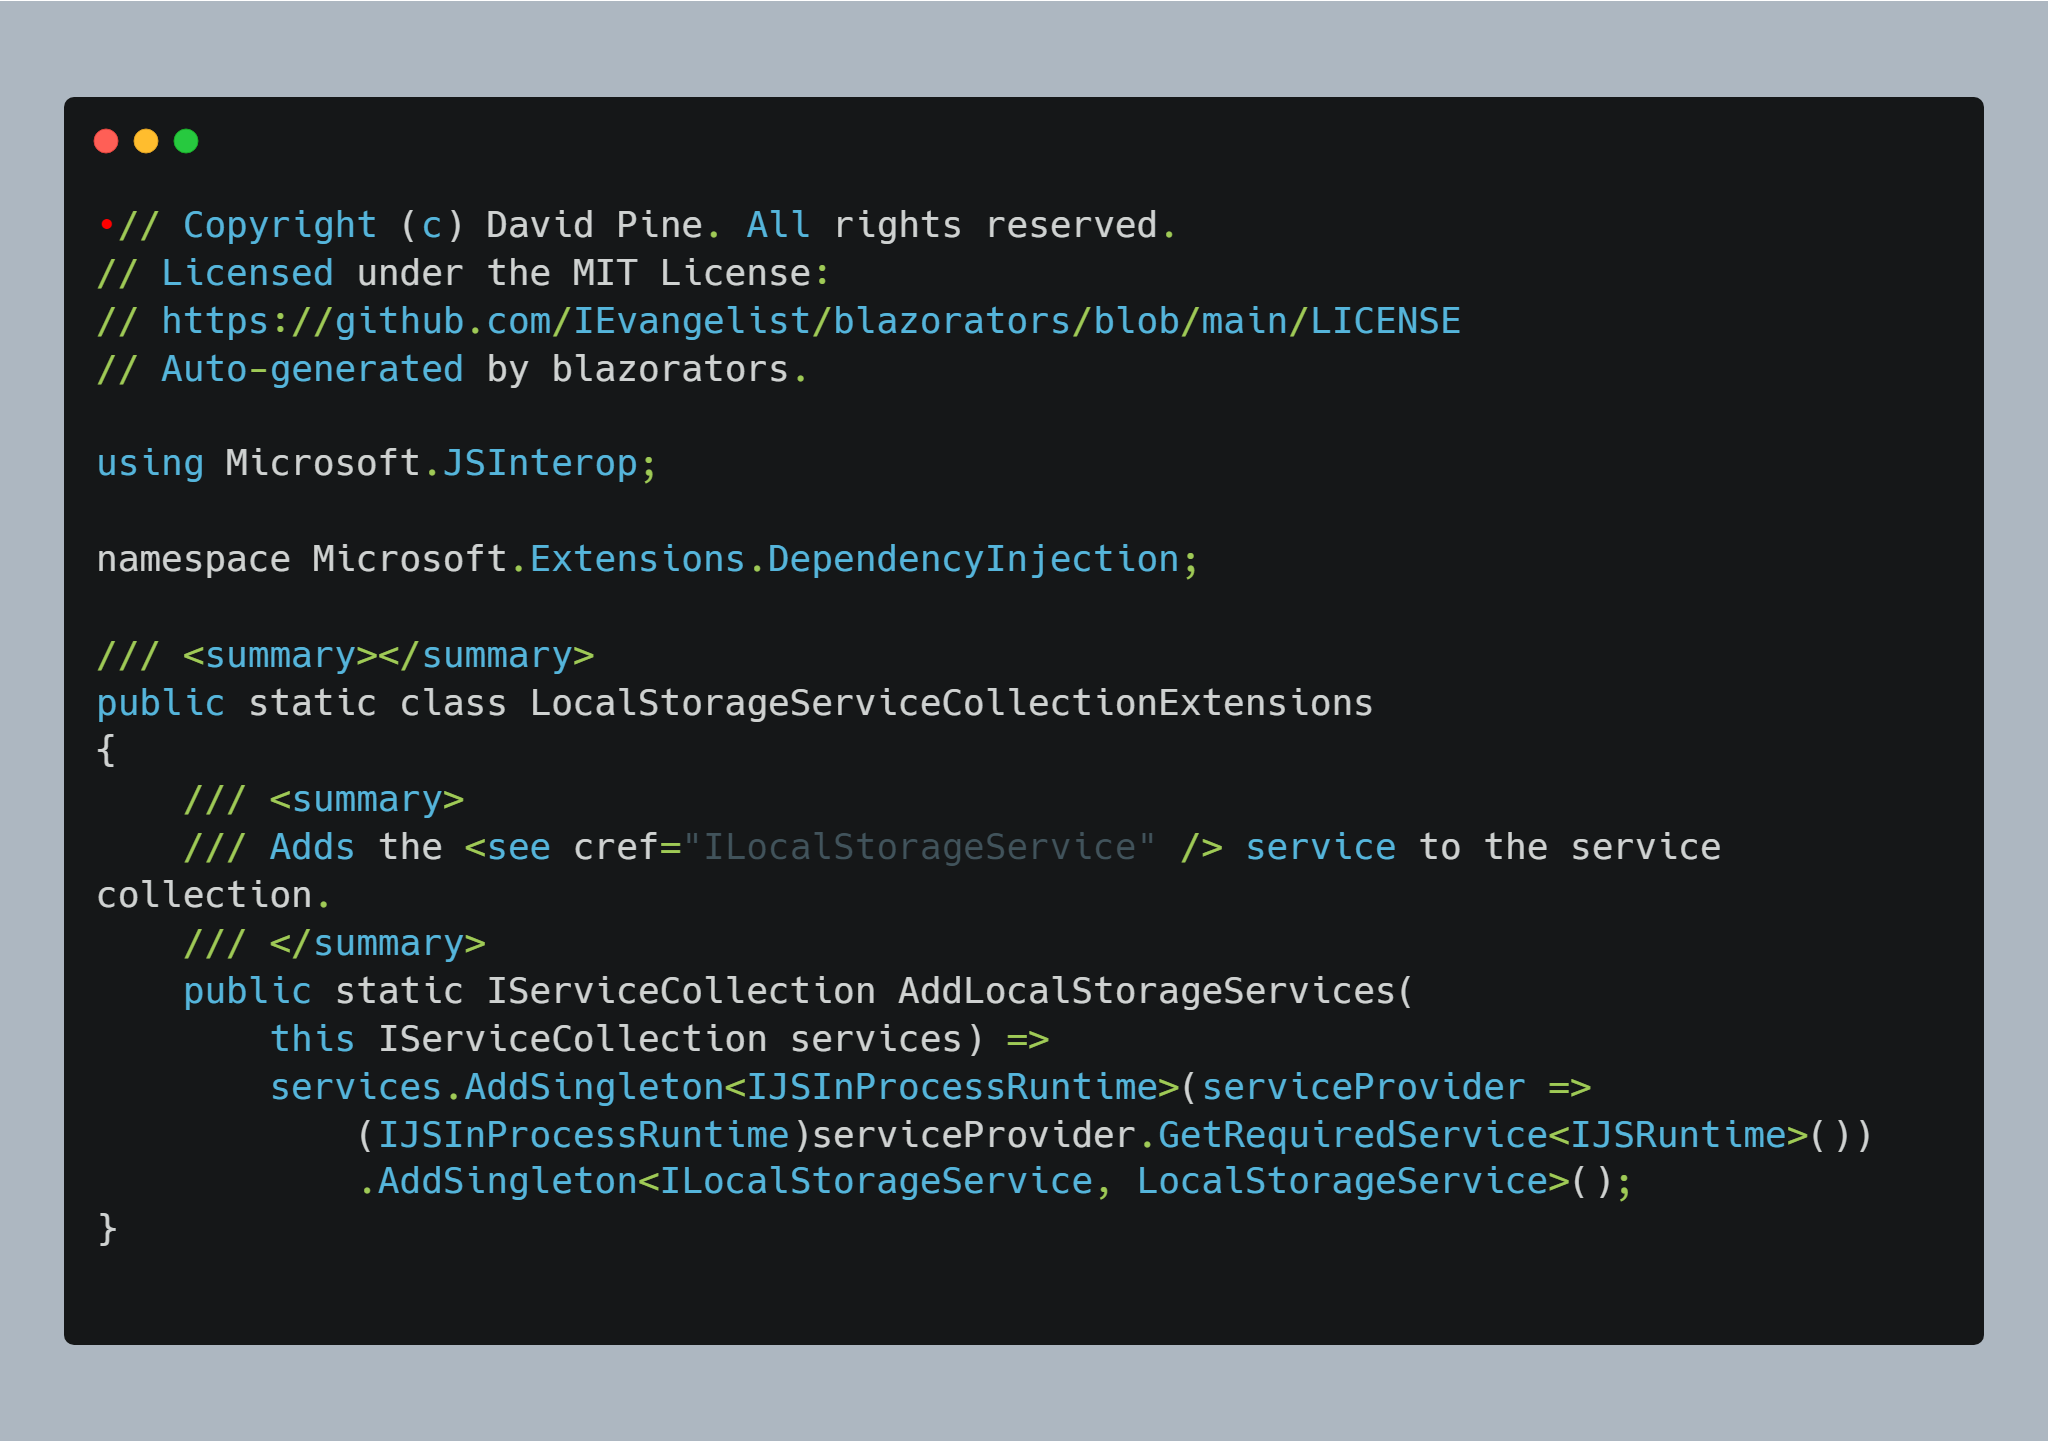 •// Copyright (c) David Pine. All rights reserved.
// Licensed under the MIT License:
// https://github.com/IEvangelist/blazorators/blob/main/LICENSE
// Auto-generated by blazorators.
using Microsoft.JSInterop;
namespace Microsoft.Extensions.DependencyInjection;
/// <summary></summary>
public static class LocalStorageServiceCollectionExtensions
{
    /// <summary>
    /// Adds the <see cref="ILocalStorageService" /> service to the service
collection.
    /// </summary>
    public static IServiceCollection AddLocalStorageServices(
        this IServiceCollection services) =>
        services.AddSingleton<IJSInProcessRuntime>(serviceProvider =>
            (IJSInProcessRuntime)serviceProvider.GetRequiredService<IJSRuntime>())
            .AddSingleton<ILocalStorageService, LocalStorageService>();
}